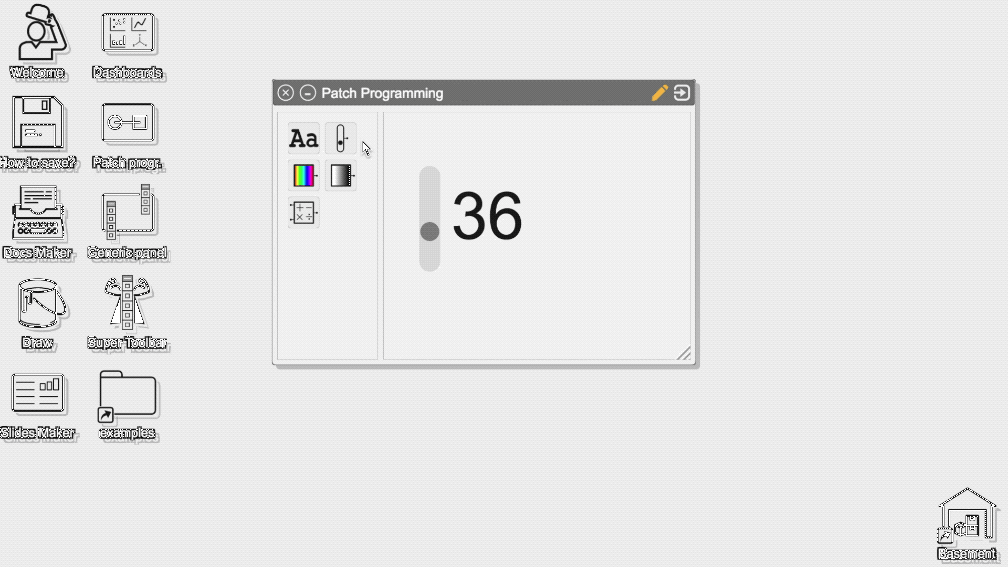 Welcome
Dashboards
How to save?
Patch progr.
Docs Maker
Generic panel
Draw
Super Toolbar
Slides Maker
examples
Patch Programming
Aa
36
Basement